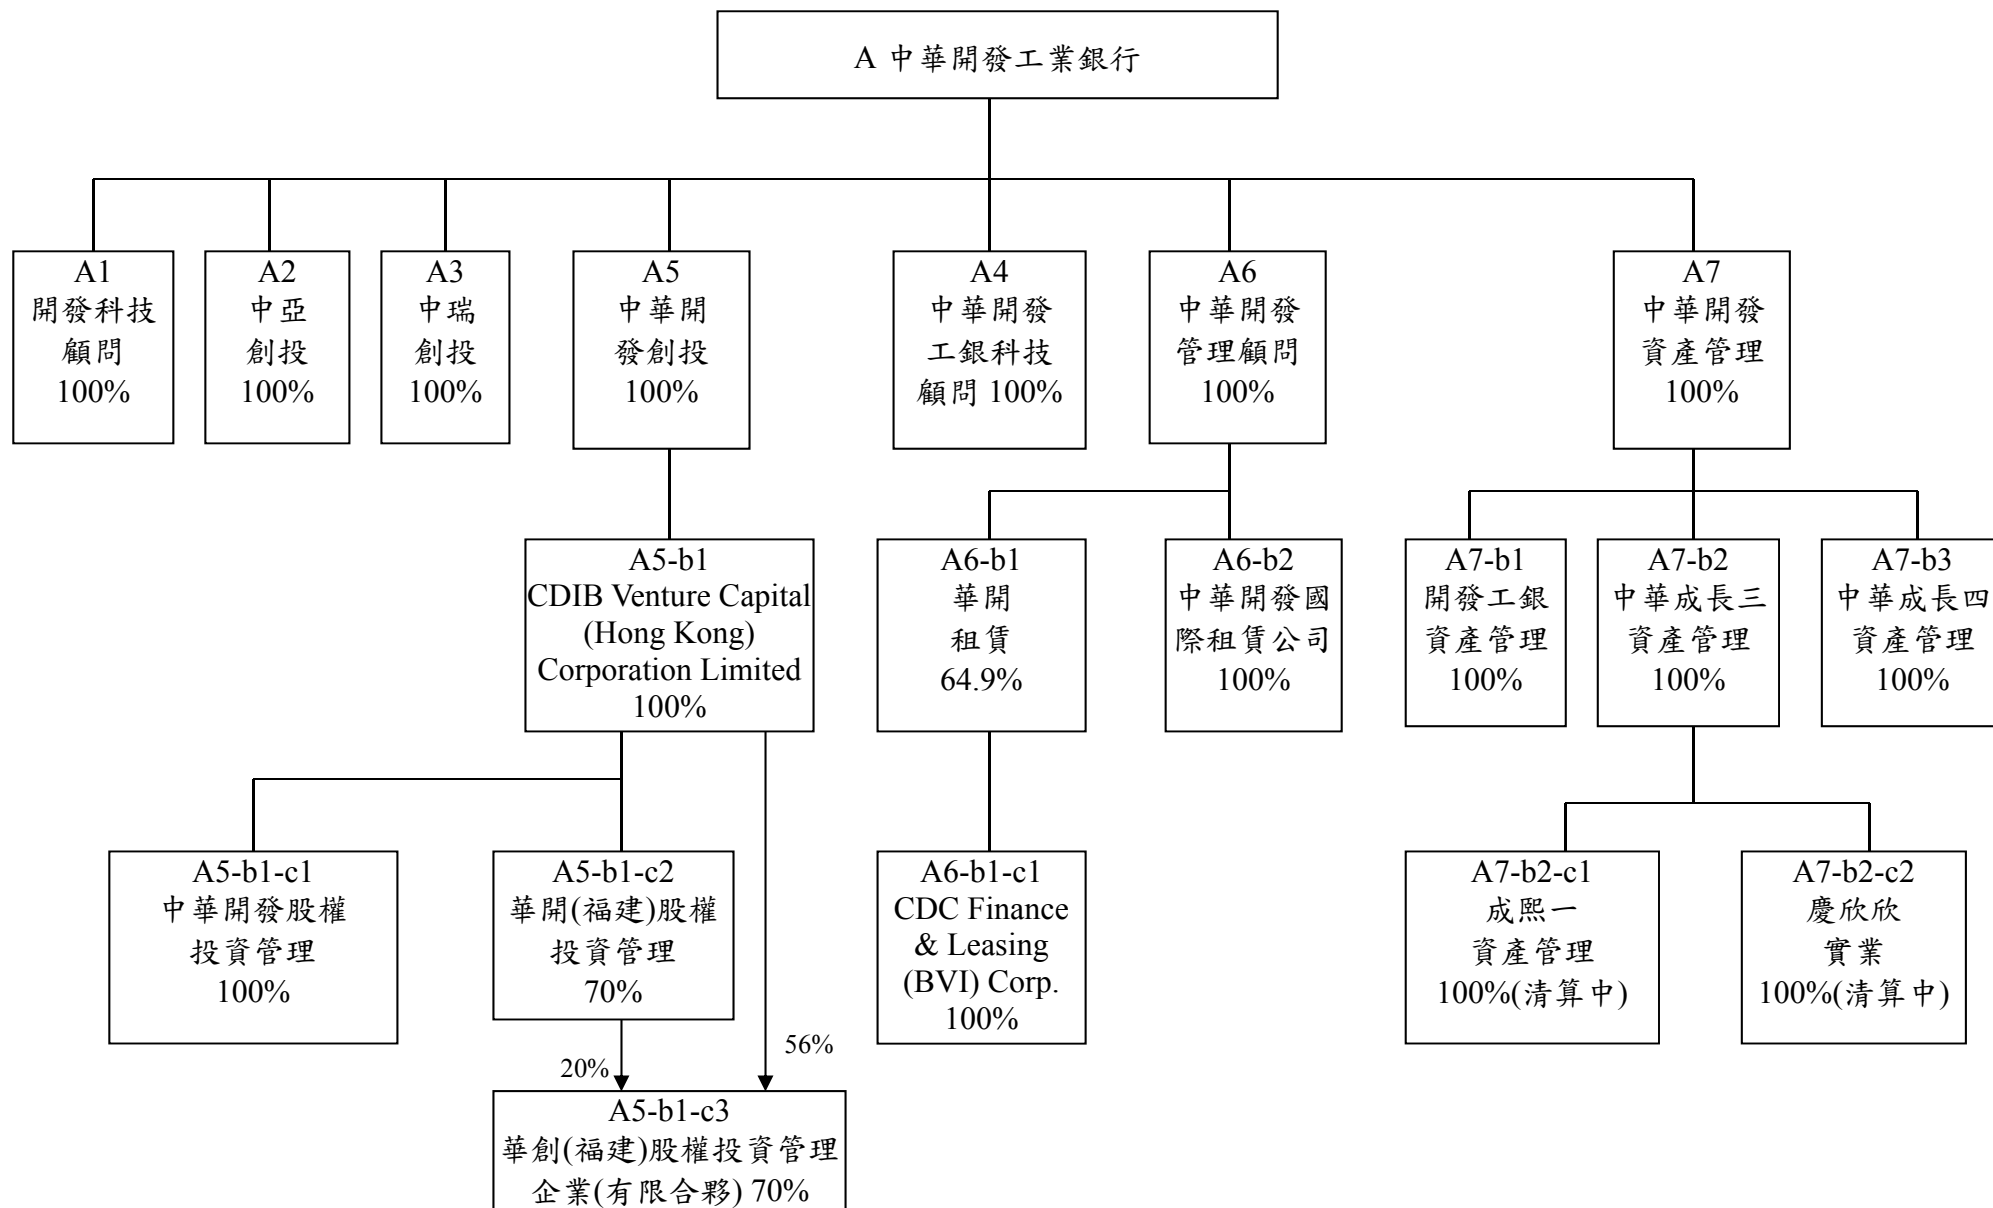 A 中華開發工業銀行
A1
開發科技
顧問
100%
A2
中亞
創投
100%
A3
中瑞
創投
100%
A5
中華開
發創投
100%
A4
中華開發
工銀科技
顧問 100%
A6
中華開發
管理顧問
100%
A7
中華開發
資產管理
100%
A5-b1
CDIB Venture Capital
(Hong Kong)
Corporation Limited
100%
A6-b1
華開
租賃
64.9%
A6-b2
中華開發國
際租賃公司
100%
A7-b1
開發工銀
資產管理
100%
A7-b2
中華成長三
資產管理
100%
A7-b3
中華成長四
資產管理
100%
A5-b1-c1
中華開發股權
投資管理
100%
A5-b1-c2
華開(福建)股權
投資管理
70%
A6-b1-c1
CDC Finance
& Leasing
(BVI) Corp.
100%
A7-b2-c1
成熙一
資產管理
100%(清算中)
A7-b2-c2
慶欣欣
實業
100%(清算中)
20%
56%
A5-b1-c3
華創(福建)股權投資管理
企業(有限合夥) 70%